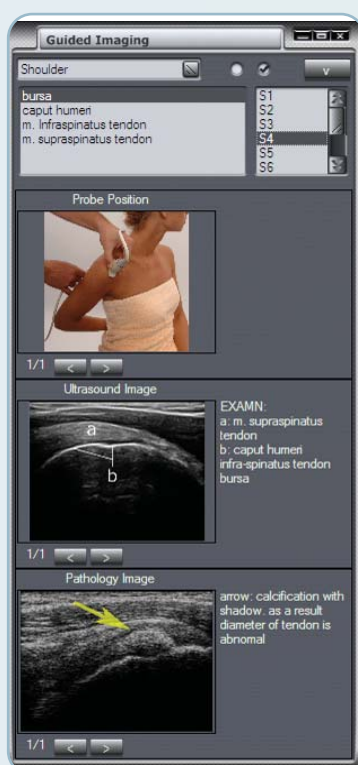 Guided Imaging
Shoulder
v
bursa
caput humeri
m. Infraspinatus tendon
m. supraspinatus tendon
S1
S2
S3
S4
S5
S6
Probe Position
1/1 < >
Ultrasound Image
a
b
EXAMN:
a: m. supraspinatus
tendon
b: caput humeri
infra-spinatus tendon
bursa
1/1 < >
Pathology Image
arrow: calcification with
shadow. as a result
diameter of tendon is
abnomal
1/1 < >